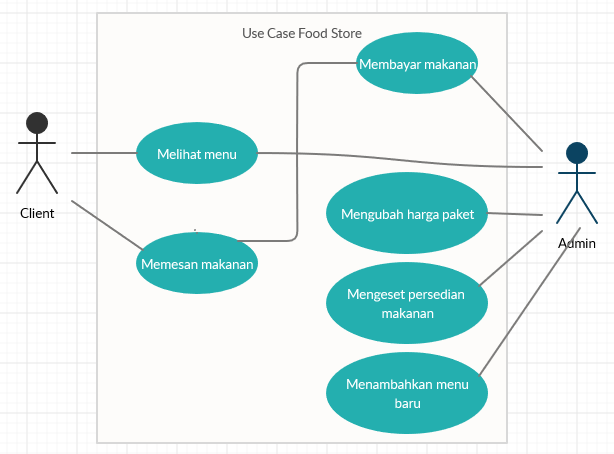 Use Case Food Store
Membayar makanan
Melihat menu
Client
Mengubah harga paket
Admin
Memesan makanan
Mengeset persedian
makanan
Menambahkan menu
baru